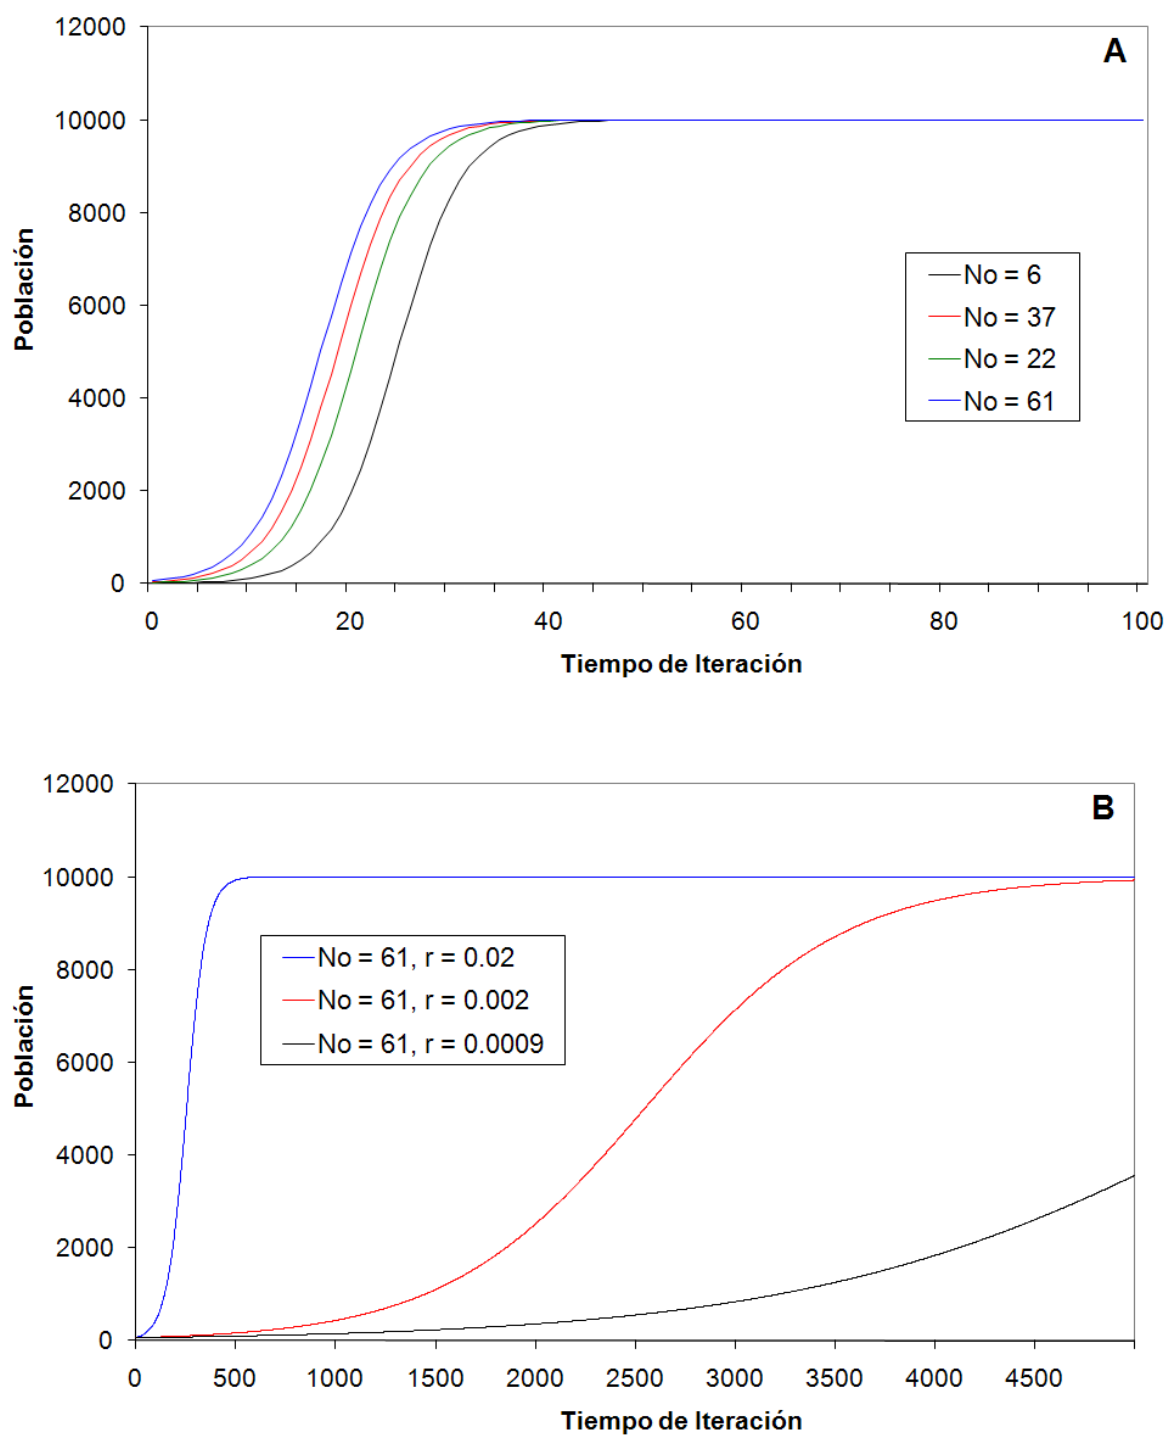 12000
A
10000
8000
6000
4000
2000
0
Población
No = 6
No = 37
No = 22
No = 61
0 20 40 60 80 100
Tiempo de Iteración
12000
B
10000
8000
6000
4000
2000
0
Población
No = 61, r = 0.02
No = 61, r = 0.002
No = 61, r = 0.0009
0 500 1000 1500 2000 2500 3000 3500 4000 4500
Tiempo de Iteración